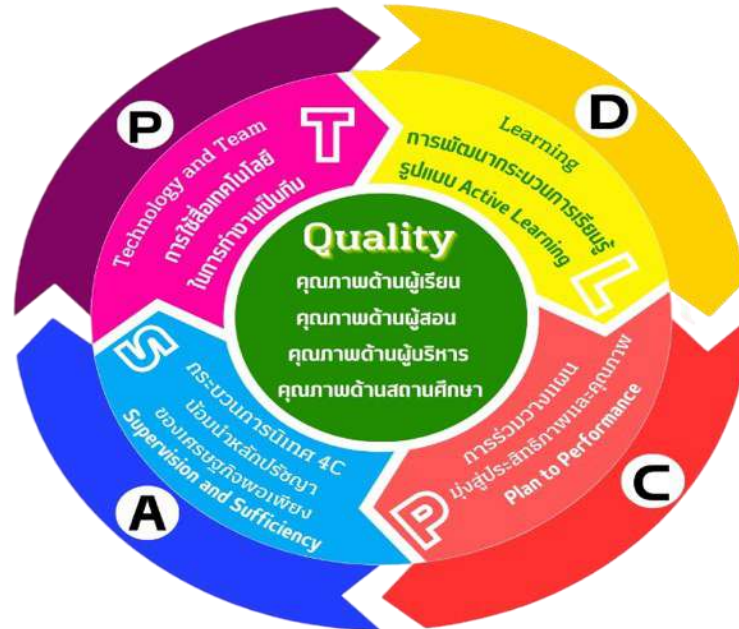 P
D
C
A
T
Technology and Team
การใช้สื่อเทคโนโลยี
ในการทำงานเป็นทีม
Learning
การพัฒนากระบวนการเรียนรู้
รูปแบบ Active Learning
L
Quality
คุณภาพด้านผู้เรียน
คุณภาพด้านผู้สอน
คุณภาพด้านผู้บริหาร
คุณภาพด้านสถานศึกษา
S
กระบวนการนิเทศ 4C
น้อมนำหลักปรัชญา
ของเศรษฐกิจพอเพียง
Supervision and Sufficiency
การร่วมวางแผน
มุ่งสู่ประสิทธิภาพและคุณภาพ
Plan to Performance
P